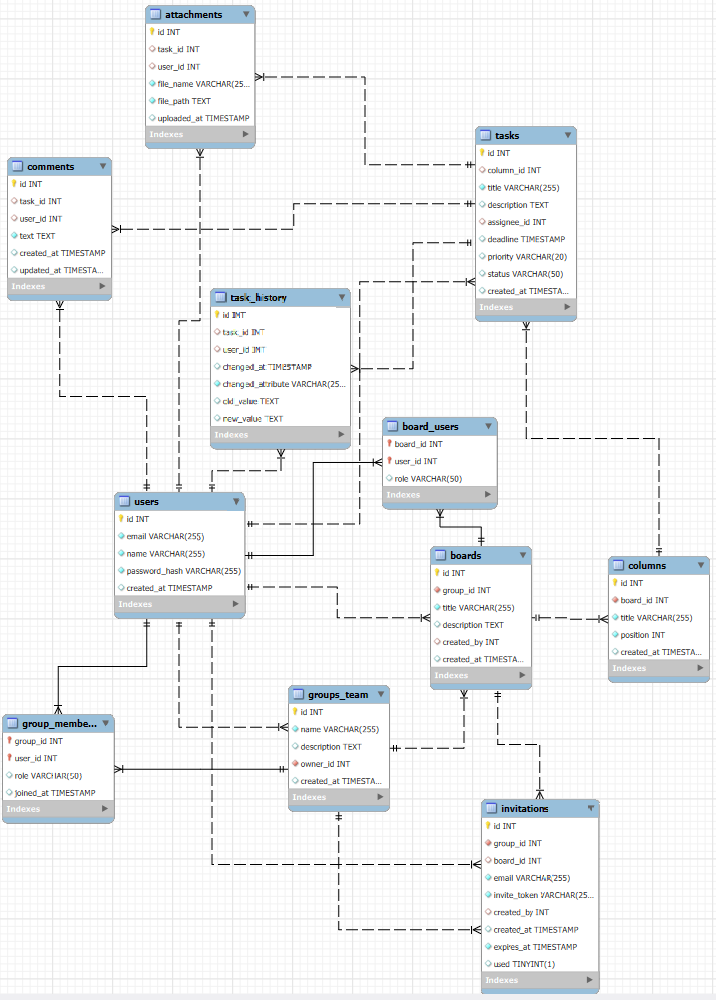 attachments
id INT
task_id INT
user_id INT
file_name VARCHAR(25...
file_path TEXT
uploaded_at TIMESTAMP
Indexes
tasks
id INT
column_id INT
title VARCHAR(255)
description TEXT
assignee_id INT
deadline TIMESTAMP
priority VARCHAR(20)
status VARCHAR(50)
created_at TIMESTA...
Indexes
comments
id INT
task_id INT
user_id INT
text TEXT
created_at TIMESTAMP
updated_at TIMESTA...
Indexes
task_history
id INT
task_id INT
user_id INT
changed_at TIMESTAMP
changed_attribute VARCHAR(25...
old_value TEXT
new_value TEXT
Indexes
board_users
board_id INT
user_id INT
role VARCHAR(50)
users
id INT
email VARCHAR(255)
name VARCHAR(255)
password_hash VARCHAR(255)
created_at TIMESTAMP
Indexes
boards
id INT
group_id INT
title VARCHAR(255)
description TEXT
created_by INT
created_at TIMESTA...
Indexes
columns
id INT
board_id INT
title VARCHAR(255)
position INT
created_at TIMESTA...
Indexes
groups_team
id INT
name VARCHAR(255)
description TEXT
owner_id INT
created_at TIMESTA...
Indexes
group_membe...
group_id INT
user_id INT
role VARCHAR(50)
joined_at TIMESTAMP
Indexes
invitations
id INT
group_id INT
board_id INT
email VARCHAR(255)
invite_token VARCHAR(25...
created_by INT
created_at TIMESTAMP
expires_at TIMESTAMP
used TINYINT(1)
Indexes